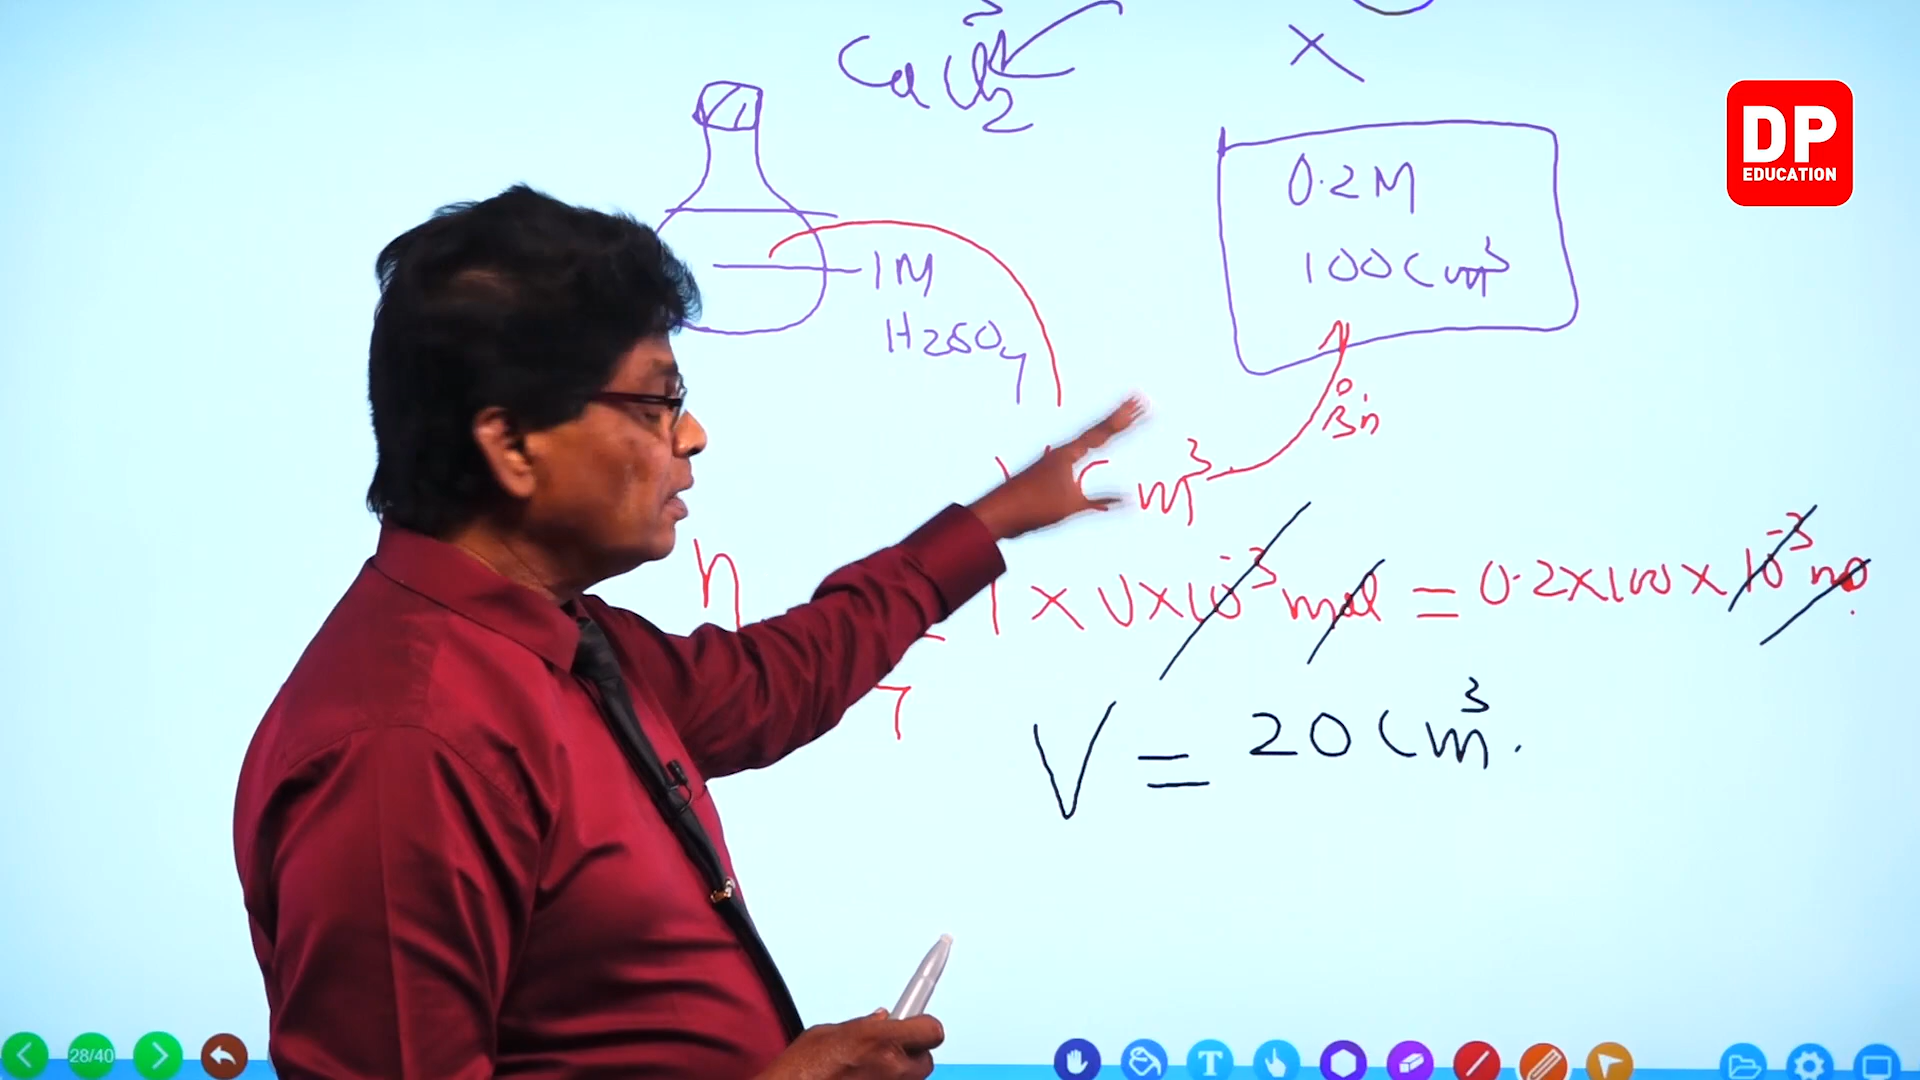 CaCl2
X
DP
EDUCATION
0.2M
100cm³
1M
H2SO4
cm³
n
1 × V × 10⁻³ mol = 0.2 × 100 × 10⁻³ mo
V = 20 cm³.
28/40
T